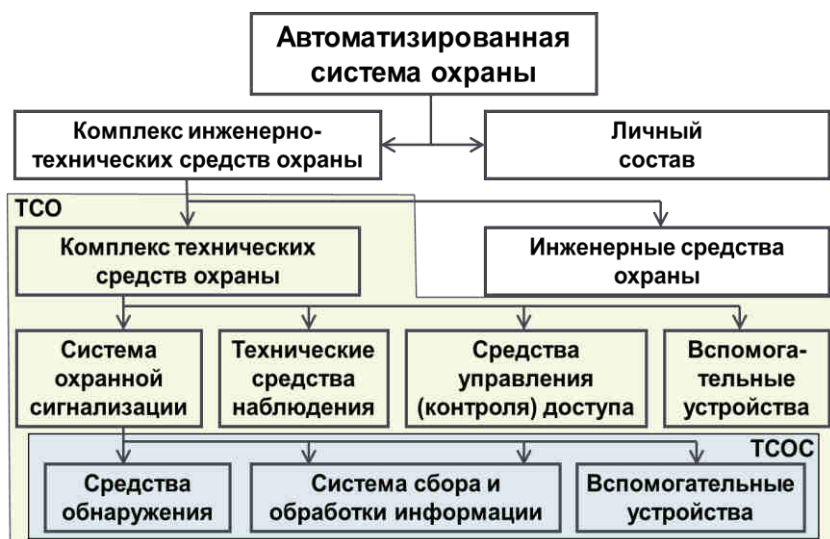 Автоматизированная
система охраны
Комплекс инженерно-
технических средств охраны
Личный
состав
ТСО
Комплекс технических
средств охраны
Инженерные средства
охраны
Система
охранной
сигнализации
Технические
средства
наблюдения
Средства
управления
(контроля) доступа
Вспомога-
тельные
устройства
ТСОС
Средства
обнаружения
Система сбора и
обработки информации
Вспомогательные
устройства